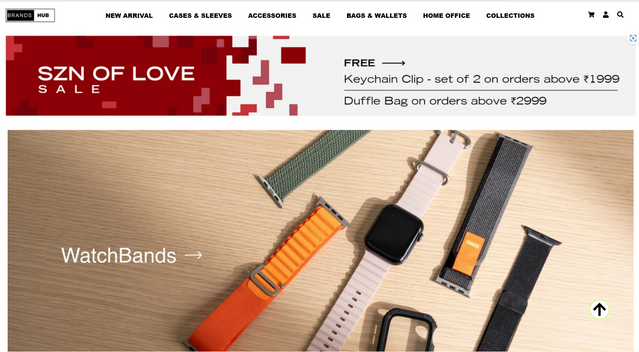 BRANDS HUB
NEW ARRIVAL CASES & SLEEVES ACCESSORIES SALE BAGS & WALLETS HOME OFFICE COLLECTIONS
SZN OF LOVE
SALE
FREE →
Keychain Clip - set of 2 on orders above ₹1999
Duffle Bag on orders above ₹2999
WatchBands →